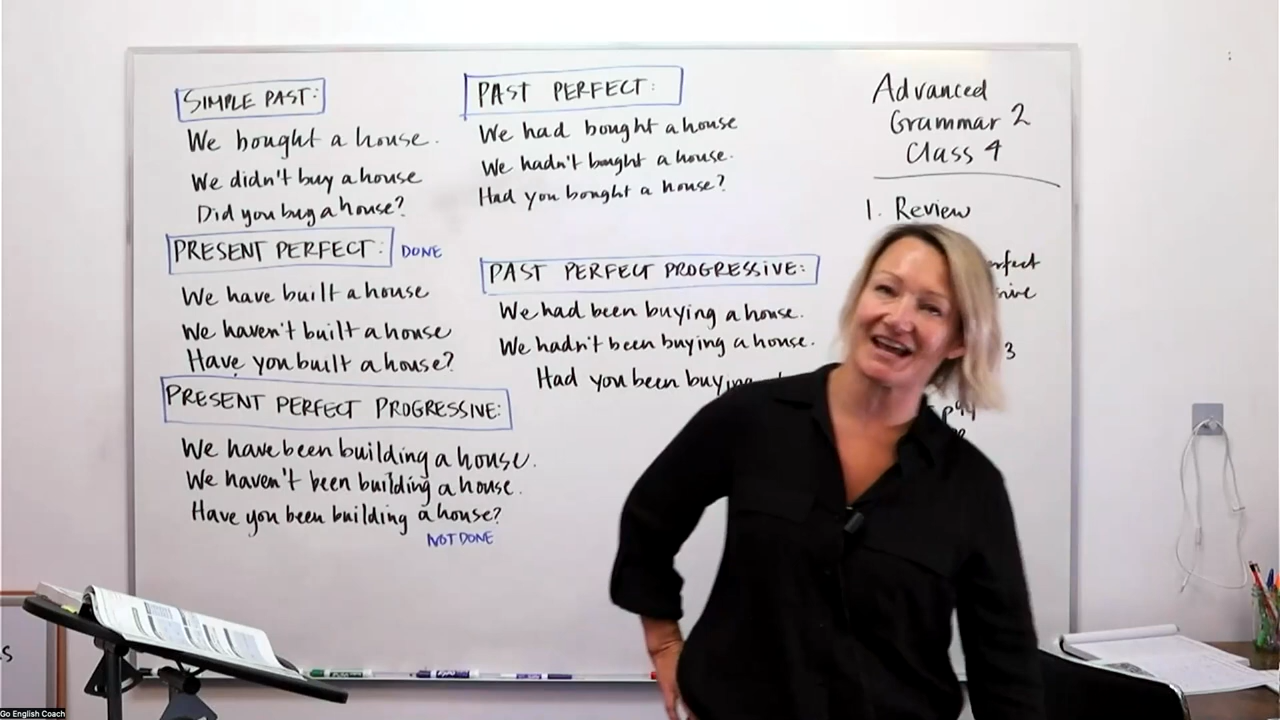 SIMPLE PAST:
We bought a house.
We didn't buy a house
Did you buy a house?
PRESENT PERFECT: DONE
We have built a house
We haven't built a house
Have you built a house?
PRESENT PERFECT PROGRESSIVE:
We have been building a house.
We haven't been building a house.
Have you been building a house?
NOT DONE
PAST PERFECT:
We had bought a house
We hadn't bought a house.
Had you bought a house?
PAST PERFECT PROGRESSIVE:
We had been buying a house.
We hadn't been buying a house.
Had you been buying
Advanced
Grammar 2
Class 4
1. Review
3
Go English Coach